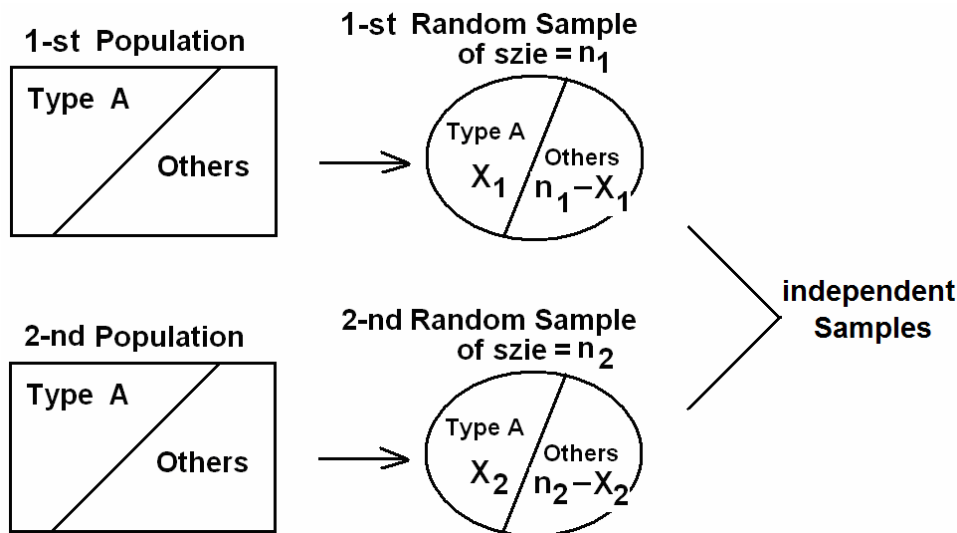 1-st Population
Type A
Others
1-st Random Sample
of szie = n₁
Type A
X₁
Others
n₁−X₁
independent
Samples
2-nd Population
Type A
Others
2-nd Random Sample
of szie = n₂
Type A
X₂
Others
n₂−X₂